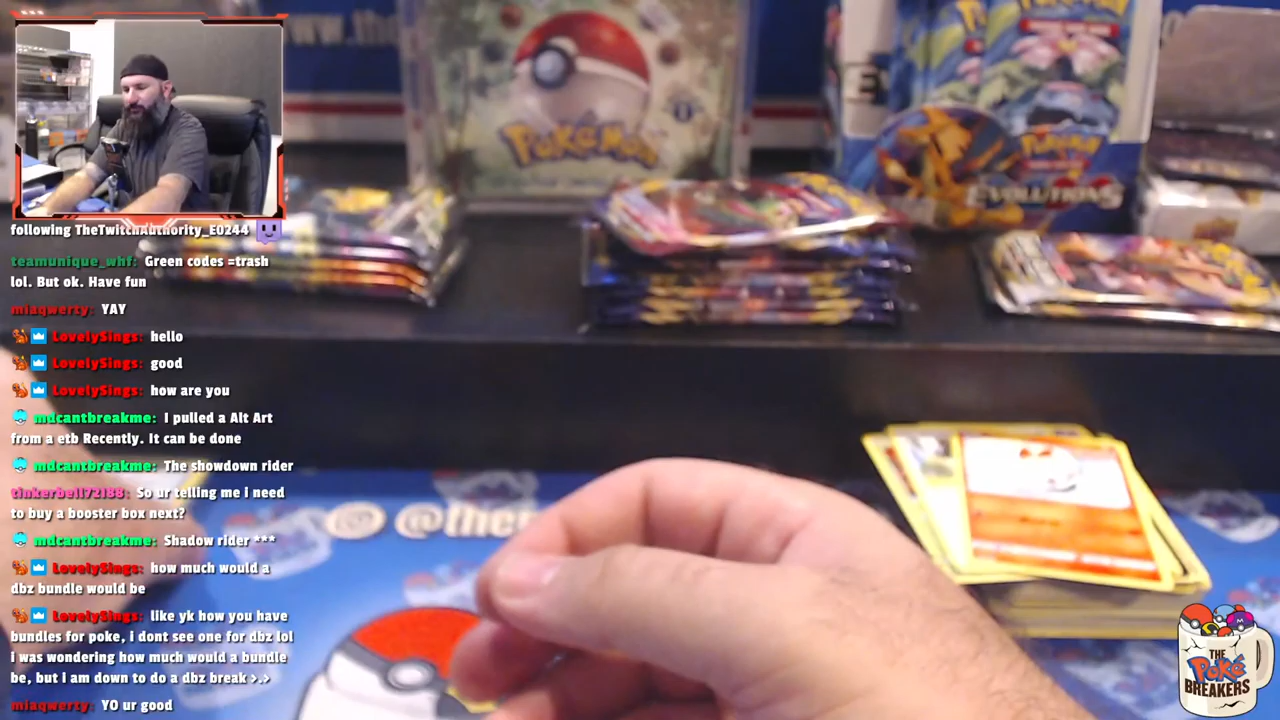 following TheTwitchAuthority_E0244
teamunique_whf: Green codes =trash
lol. But ok. Have fun
miaqwerty: YAY
LovelySings: hello
LovelySings: good
LovelySings: how are you
mdcantbreakme: I pulled a Alt Art
from a etb Recently. It can be done
mdcantbreakme: The showdown rider
tinkerbell72188: So ur telling me i need
to buy a booster box next?
mdcantbreakme: Shadow rider ***
LovelySings: how much would a
dbz bundle would be
LovelySings: like yk how you have
bundles for poke, i dont see one for dbz lol
i was wondering how much would a bundle
be, but i am down to do a dbz break >.>
miaqwerty: YO ur good
www.
POKéMON
Pokémon
EVOLUTIONS
@ @the
THE
Poké
BREAKERS